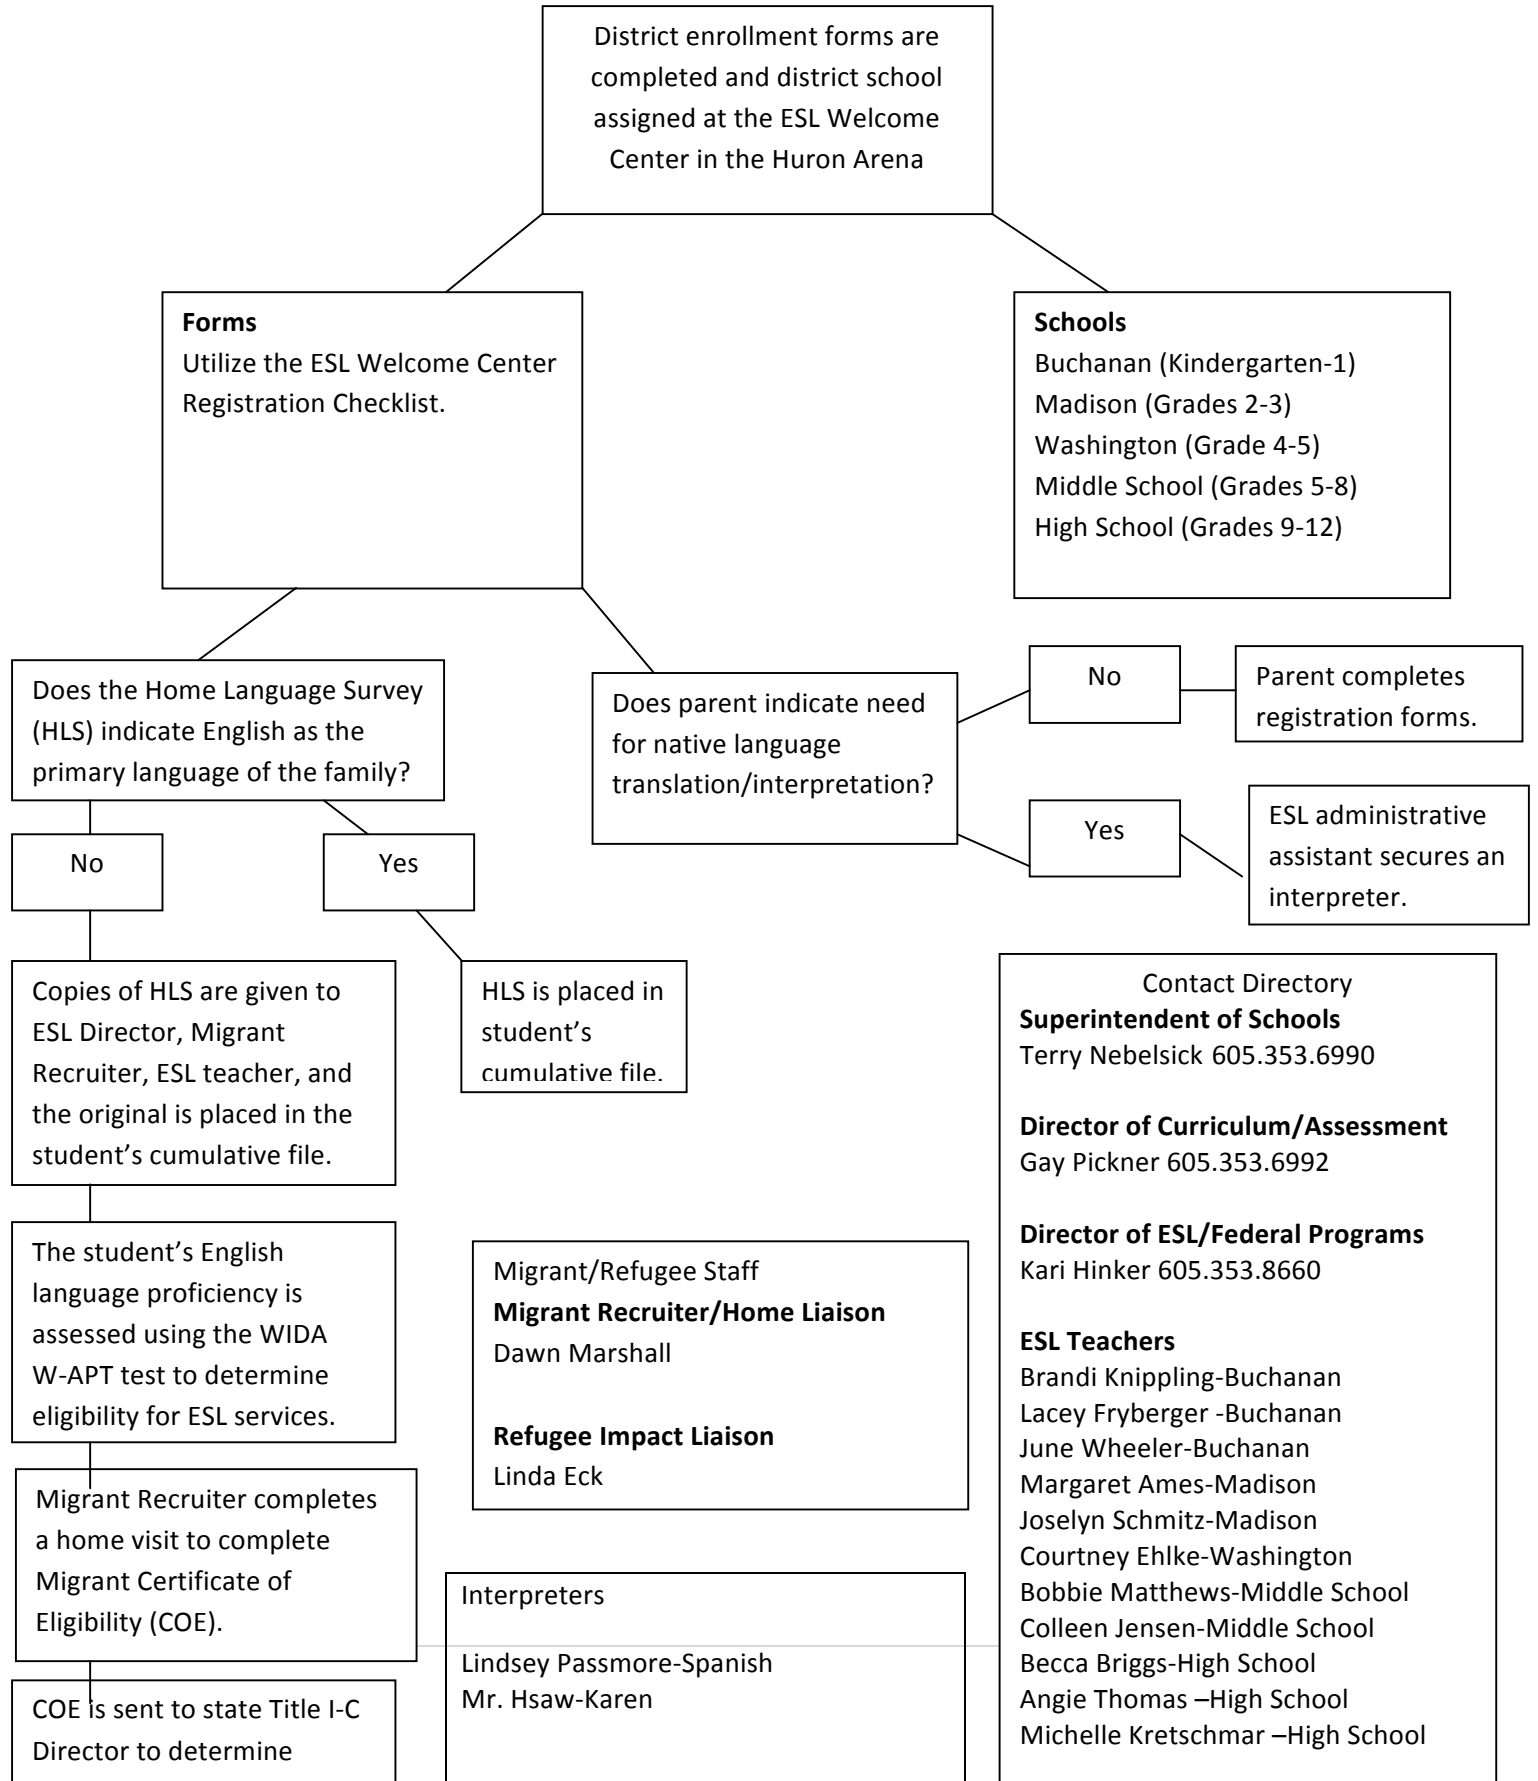 District enrollment forms are
completed and district school
assigned at the ESL Welcome
Center in the Huron Arena
Forms
Utilize the ESL Welcome Center
Registration Checklist.
Schools
Buchanan (Kindergarten-1)
Madison (Grades 2-3)
Washington (Grade 4-5)
Middle School (Grades 5-8)
High School (Grades 9-12)
Does the Home Language Survey
(HLS) indicate English as the
primary language of the family?
Does parent indicate need
for native language
translation/interpretation?
No
Parent completes
registration forms.
Yes
ESL administrative
assistant secures an
interpreter.
No
Yes
Copies of HLS are given to
ESL Director, Migrant
Recruiter, ESL teacher, and
the original is placed in the
student’s cumulative file.
HLS is placed in
student’s
cumulative file.
The student’s English
language proficiency is
assessed using the WIDA
W-APT test to determine
eligibility for ESL services.
Migrant Recruiter completes
a home visit to complete
Migrant Certificate of
Eligibility (COE).
COE is sent to state Title I-C
Director to determine
Migrant/Refugee Staff
Migrant Recruiter/Home Liaison
Dawn Marshall
Refugee Impact Liaison
Linda Eck
Interpreters
Lindsey Passmore-Spanish
Mr. Hsaw-Karen
Contact Directory
Superintendent of Schools
Terry Nebelsick 605.353.6990
Director of Curriculum/Assessment
Gay Pickner 605.353.6992
Director of ESL/Federal Programs
Kari Hinker 605.353.8660
ESL Teachers
Brandi Knippling-Buchanan
Lacey Fryberger -Buchanan
June Wheeler-Buchanan
Margaret Ames-Madison
Joselyn Schmitz-Madison
Courtney Ehlke-Washington
Bobbie Matthews-Middle School
Colleen Jensen-Middle School
Becca Briggs-High School
Angie Thomas –High School
Michelle Kretschmar –High School